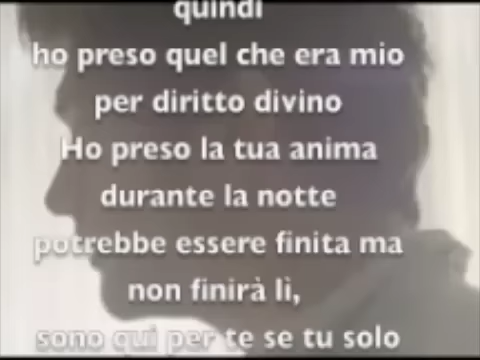 quindi
ho preso quel che era mio
per diritto divino
Ho preso la tua anima
durante la notte
potrebbe essere finita ma
non finirà lì,
sono qui per te se tu solo